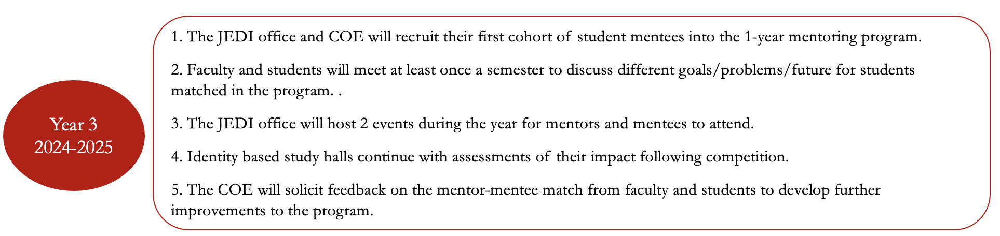 Year 3
2024-2025
1. The JEDI office and COE will recruit their first cohort of student mentees into the 1-year mentoring program.
2. Faculty and students will meet at least once a semester to discuss different goals/problems/future for students
matched in the program. .
3. The JEDI office will host 2 events during the year for mentors and mentees to attend.
4. Identity based study halls continue with assessments of their impact following competition.
5. The COE will solicit feedback on the mentor-mentee match from faculty and students to develop further
improvements to the program.